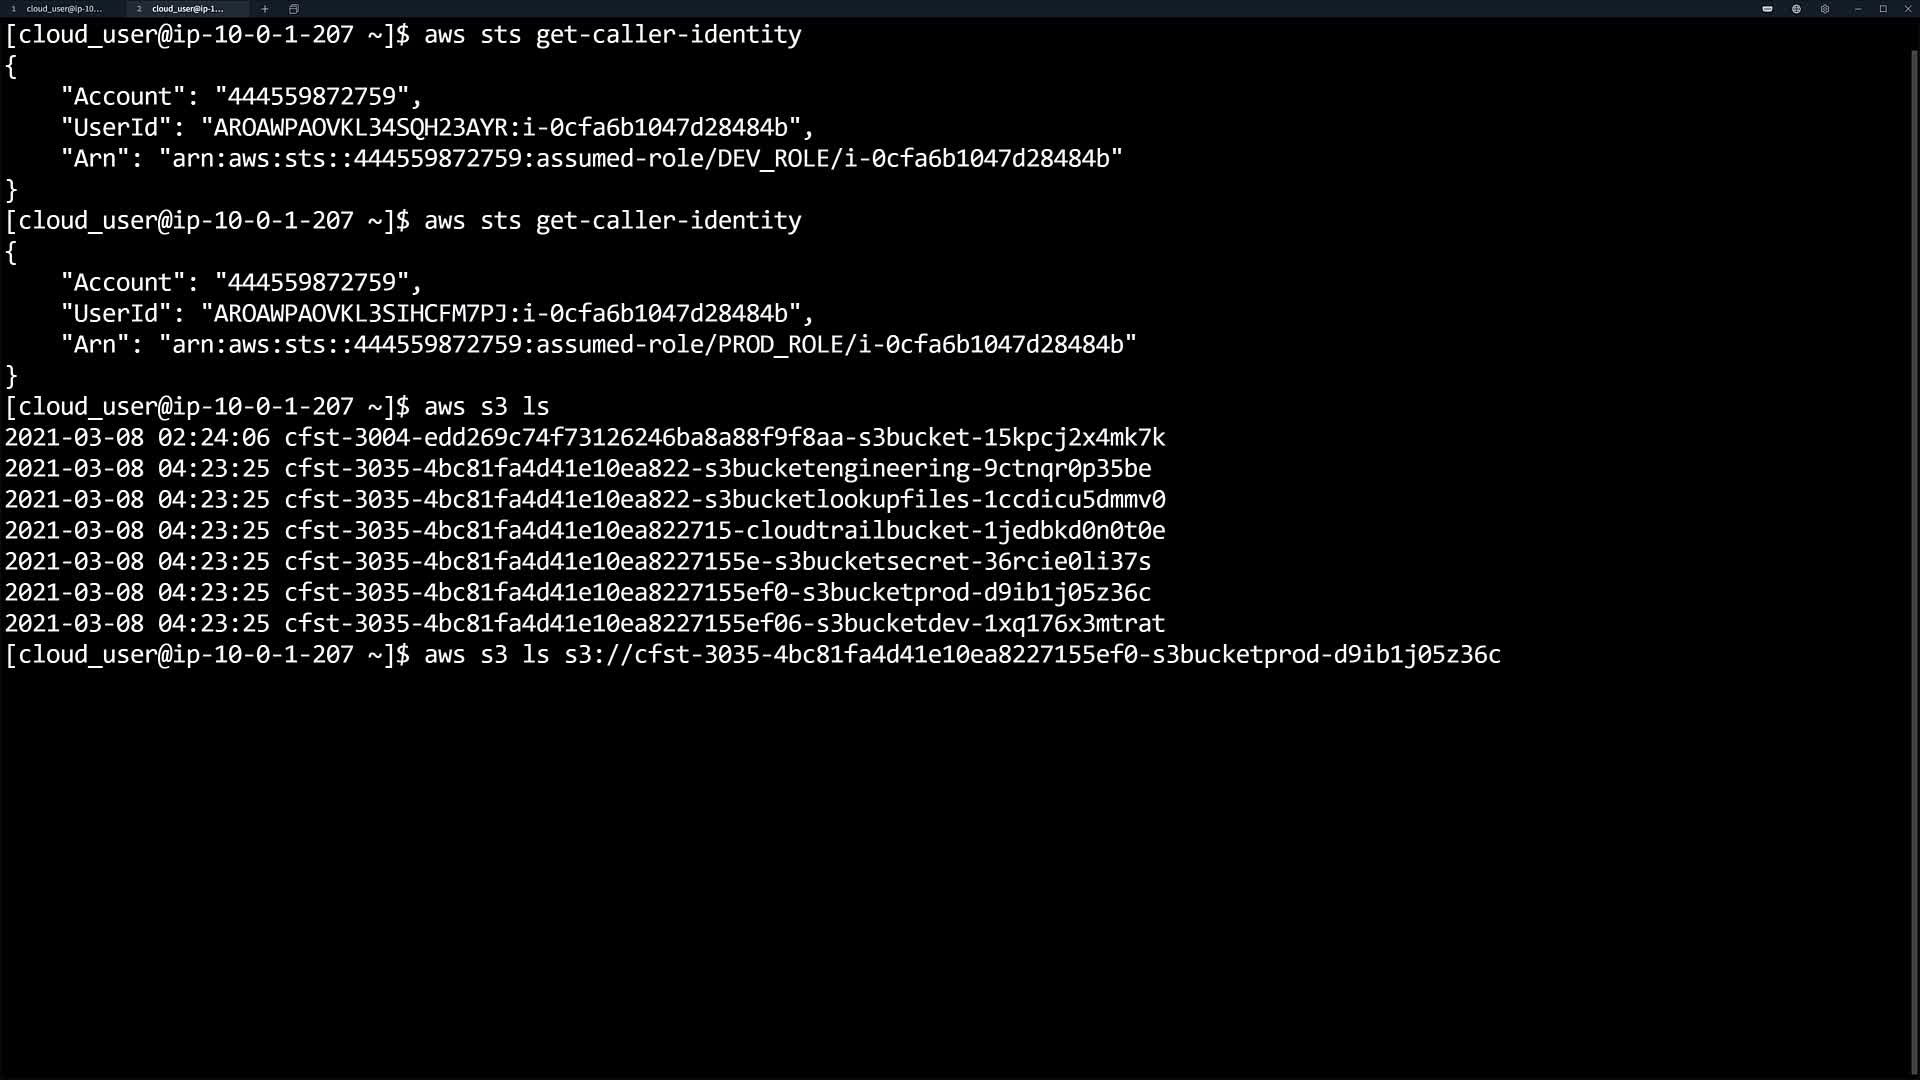 1 cloud_user@ip-10... 2 cloud_user@ip-1...
[cloud_user@ip-10-0-1-207 ~]$ aws sts get-caller-identity
{
    "Account": "444559872759",
    "UserId": "AROAWPAOVKL34SQH23AYR:i-0cfa6b1047d28484b",
    "Arn": "arn:aws:sts::444559872759:assumed-role/DEV_ROLE/i-0cfa6b1047d28484b"
}
[cloud_user@ip-10-0-1-207 ~]$ aws sts get-caller-identity
{
    "Account": "444559872759",
    "UserId": "AROAWPAOVKL3SIHCFM7PJ:i-0cfa6b1047d28484b",
    "Arn": "arn:aws:sts::444559872759:assumed-role/PROD_ROLE/i-0cfa6b1047d28484b"
}
[cloud_user@ip-10-0-1-207 ~]$ aws s3 ls
2021-03-08 02:24:06 cfst-3004-edd269c74f73126246ba8a88f9f8aa-s3bucket-15kpcj2x4mk7k
2021-03-08 04:23:25 cfst-3035-4bc81fa4d41e10ea822-s3bucketengineering-9ctnqr0p35be
2021-03-08 04:23:25 cfst-3035-4bc81fa4d41e10ea822-s3bucketlookupfiles-1ccdicu5dmmv0
2021-03-08 04:23:25 cfst-3035-4bc81fa4d41e10ea822715-cloudtrailbucket-1jedbkd0n0t0e
2021-03-08 04:23:25 cfst-3035-4bc81fa4d41e10ea8227155e-s3bucketsecret-36rcie0li37s
2021-03-08 04:23:25 cfst-3035-4bc81fa4d41e10ea8227155ef0-s3bucketprod-d9ib1j05z36c
2021-03-08 04:23:25 cfst-3035-4bc81fa4d41e10ea8227155ef06-s3bucketdev-1xq176x3mtrat
[cloud_user@ip-10-0-1-207 ~]$ aws s3 ls s3://cfst-3035-4bc81fa4d41e10ea8227155ef0-s3bucketprod-d9ib1j05z36c